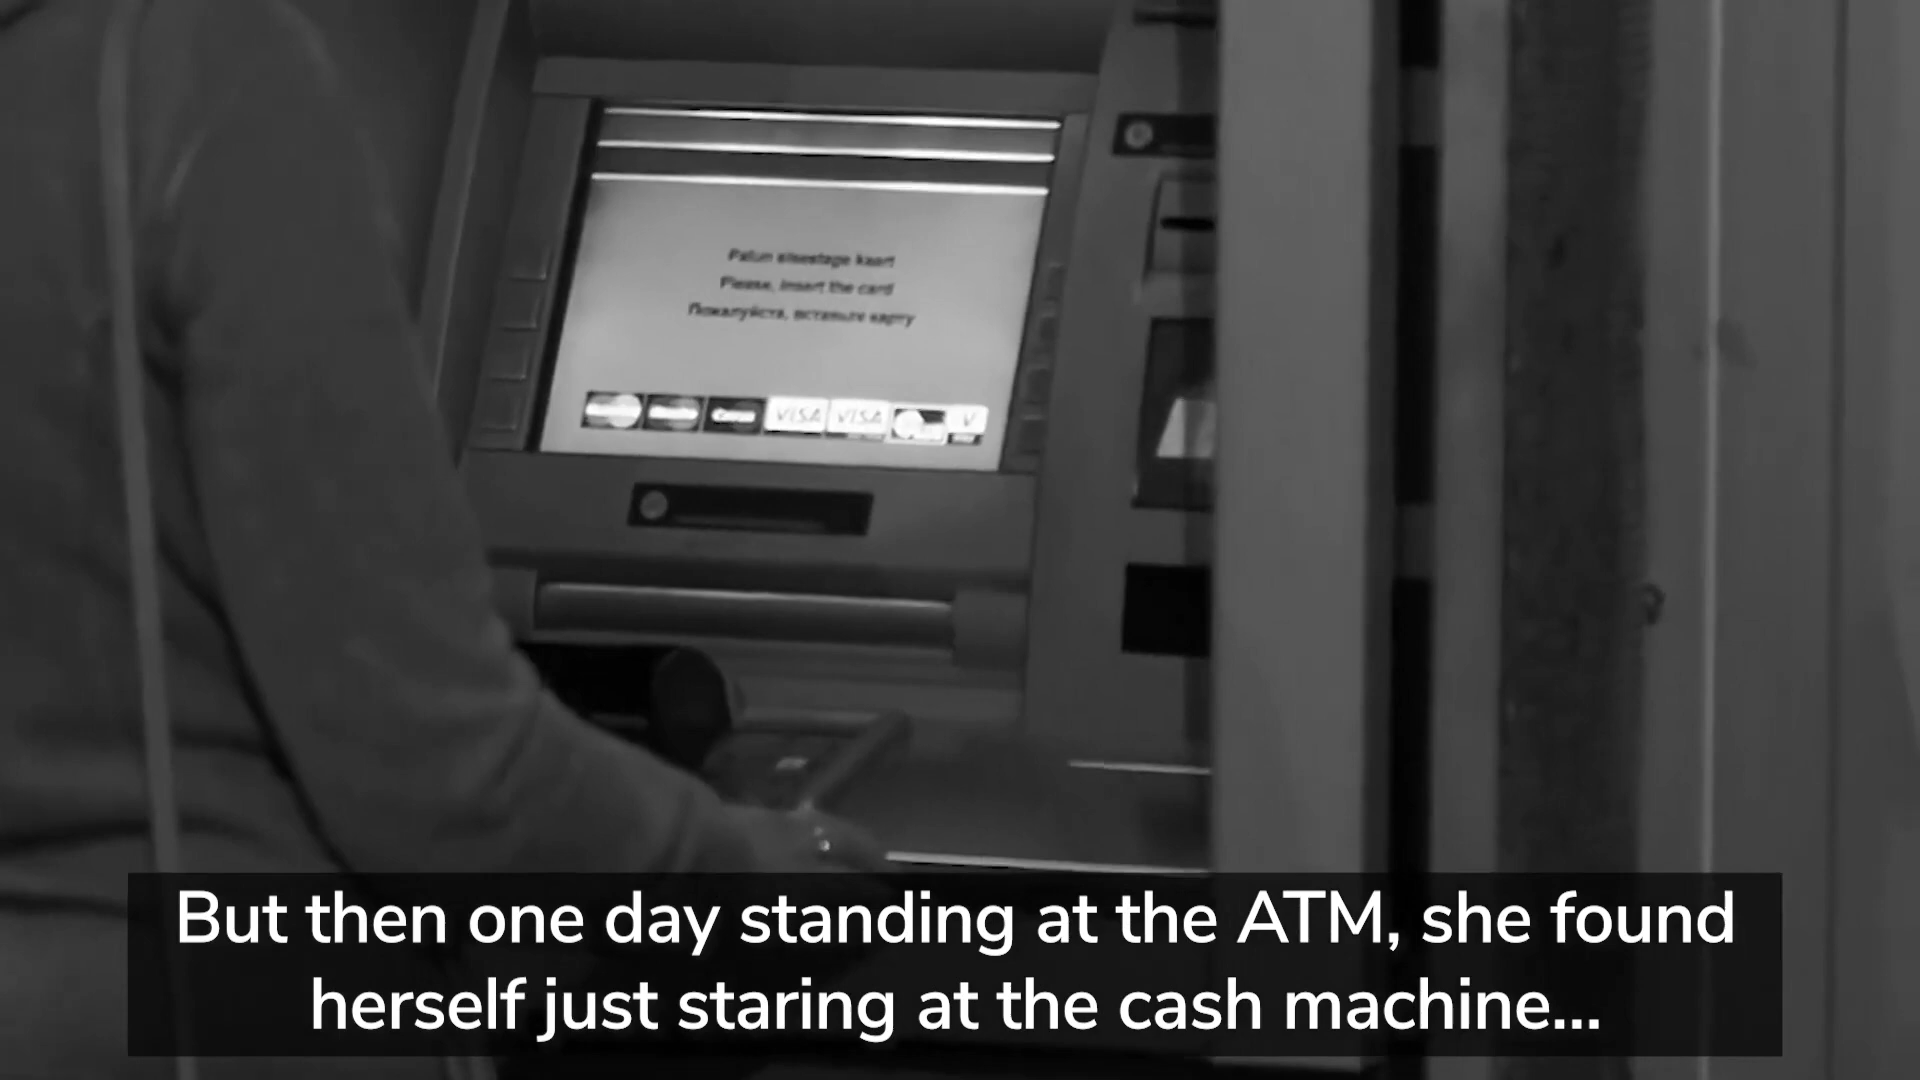 Palun sisestage kaart
Please, insert the card
Пожалуйста, вставьте карту
VISA VISA V
But then one day standing at the ATM, she found
herself just staring at the cash machine...